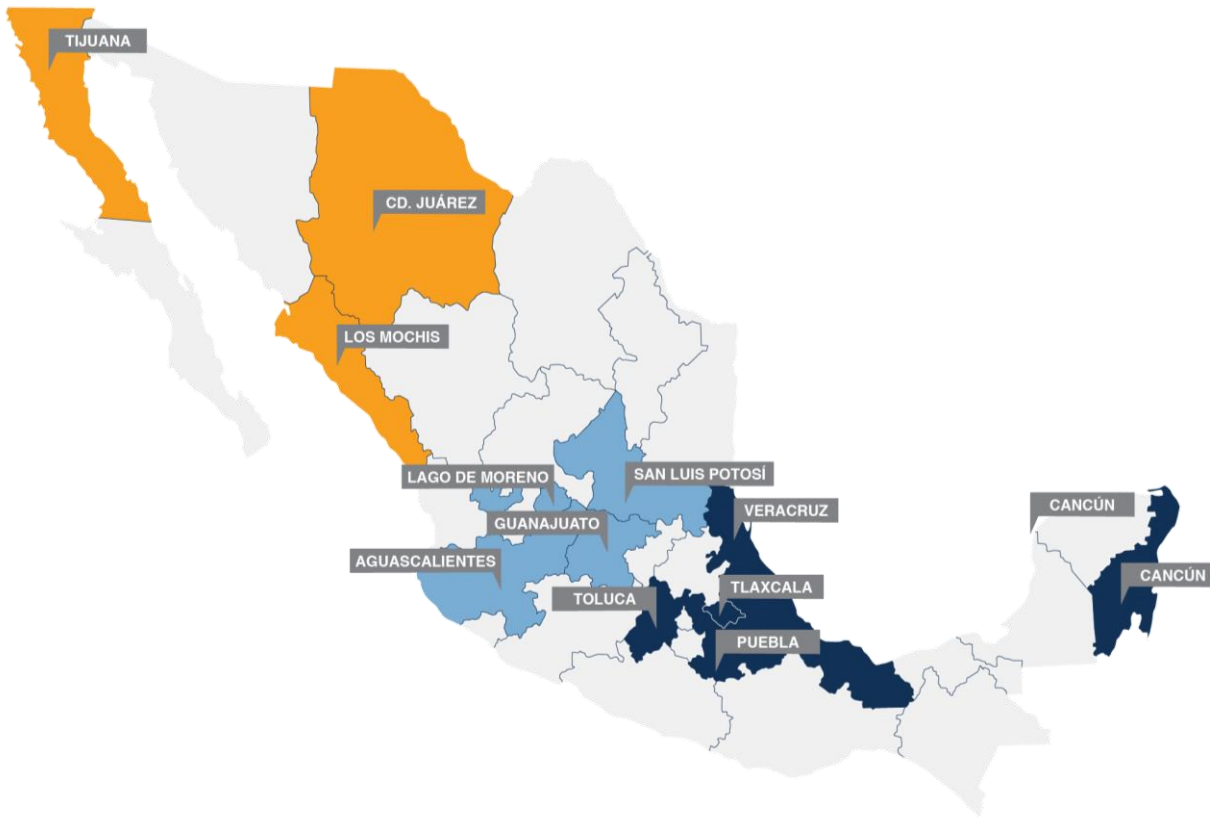 TIJUANA
CD. JUÁREZ
LOS MOCHIS
LAGO DE MORENO
SAN LUIS POTOSÍ
CANCÚN
VERACRUZ
GUANAJUATO
AGUASCALIENTES
CANCÚN
TLAXCALA
TOLUCA
PUEBLA